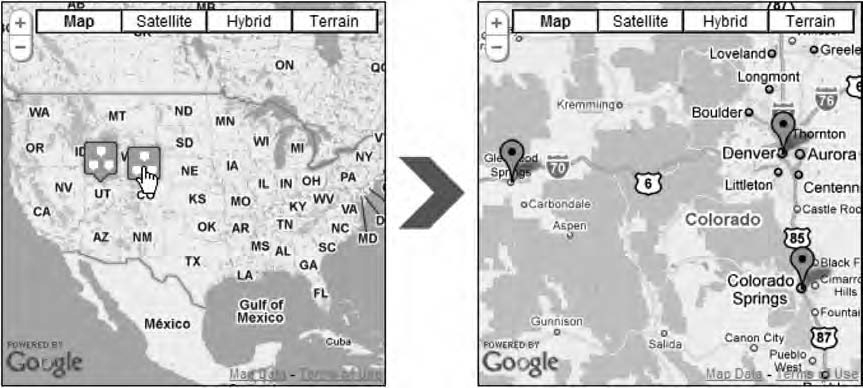 Map Satellite Hybrid Terrain
ON
WA
MT
ND
MN
OR
ID
SD
WI
MI
NY
NE
IA
PA
NV
UT
IL
IN
OH
CA
KS
MO
WV
VA
KY
OK
AR
TN
NC
MD
AZ
NM
MS
AL
SC
TX
GA
LA
FL
Gulf of
Mexico
México
Cuba
POWERED BY
Google
Map Data - Terms of Use
Map Satellite Hybrid Terrain
87
Loveland
Greele
Longmont
76
Kremmling
Boulder
Thornton
Denver
Aurora
70
6
Littleton
Centenn
Springs
Carbondale
Castle Roc
Aspen
Colorado
85
Black F
Colorado
Springs
Cimarro
Hills
Fountai
Gunnison
Salida
Canon City
87
Pueblo
West
POWERED BY
Google
Map Data - Terms of Use